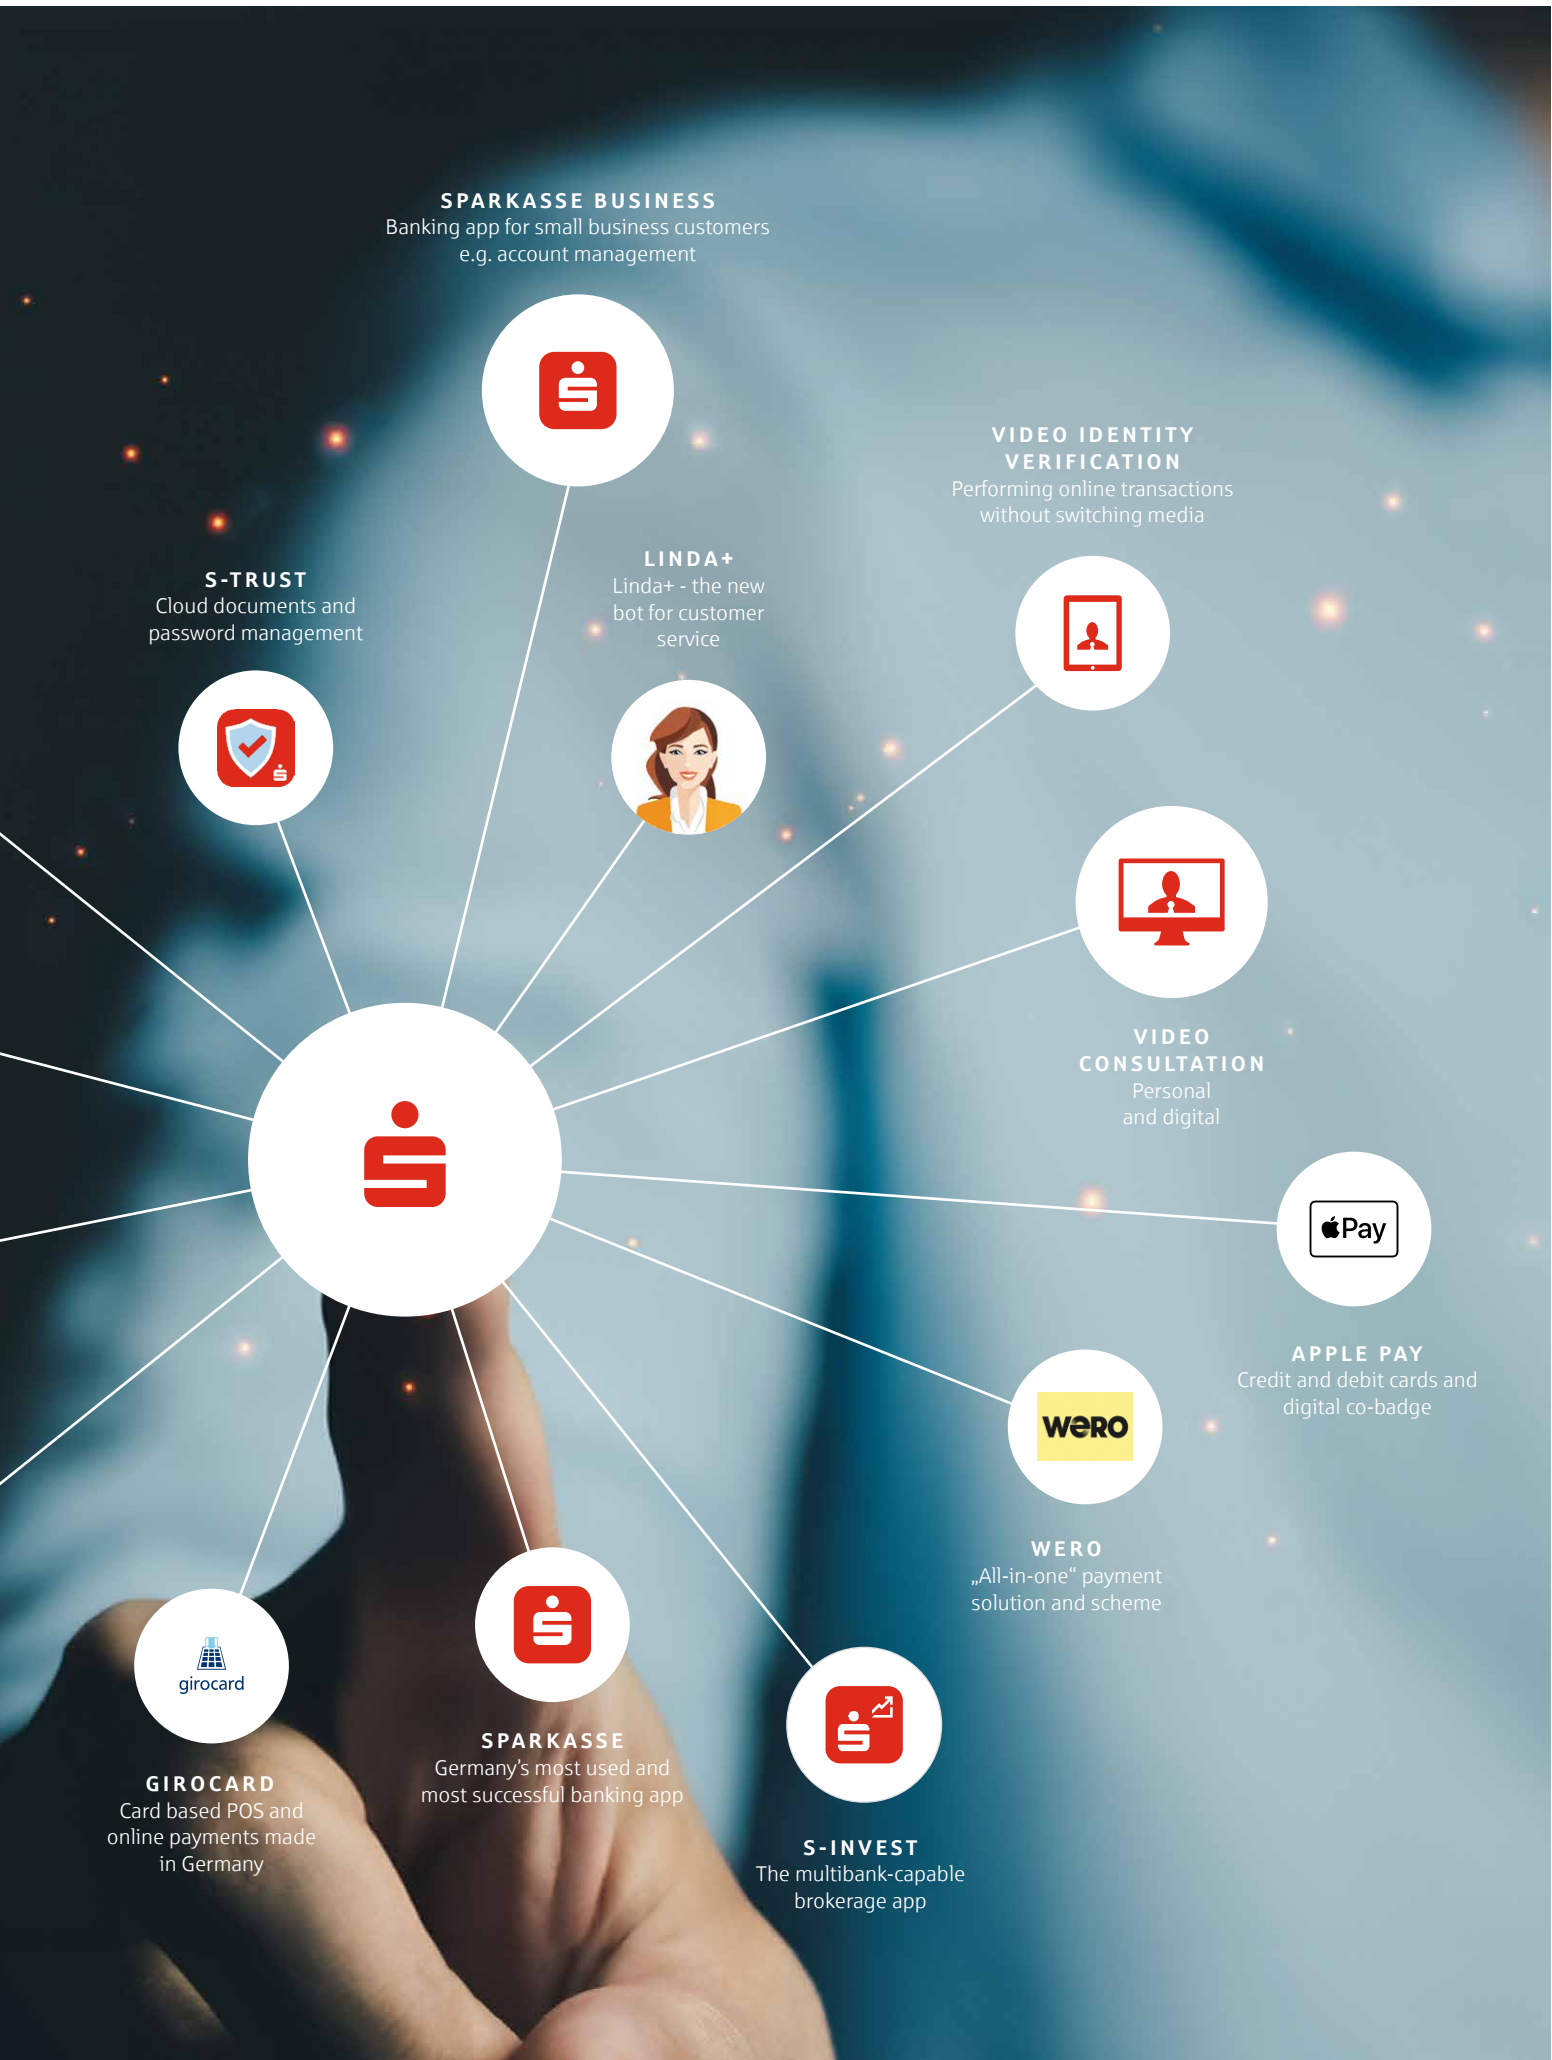 SPARKASSE BUSINESS
Banking app for small business customers
e.g. account management
VIDEO IDENTITY
VERIFICATION
Performing online transactions
without switching media
LINDA+
Linda+ - the new
bot for customer
service
S-TRUST
Cloud documents and
password management
VIDEO
CONSULTATION
Personal
and digital
Pay
APPLE PAY
Credit and debit cards and
digital co-badge
wero
WERO
„All-in-one“ payment
solution and scheme
girocard
GIROCARD
Card based POS and
online payments made
in Germany
SPARKASSE
Germany’s most used and
most successful banking app
S-INVEST
The multibank-capable
brokerage app